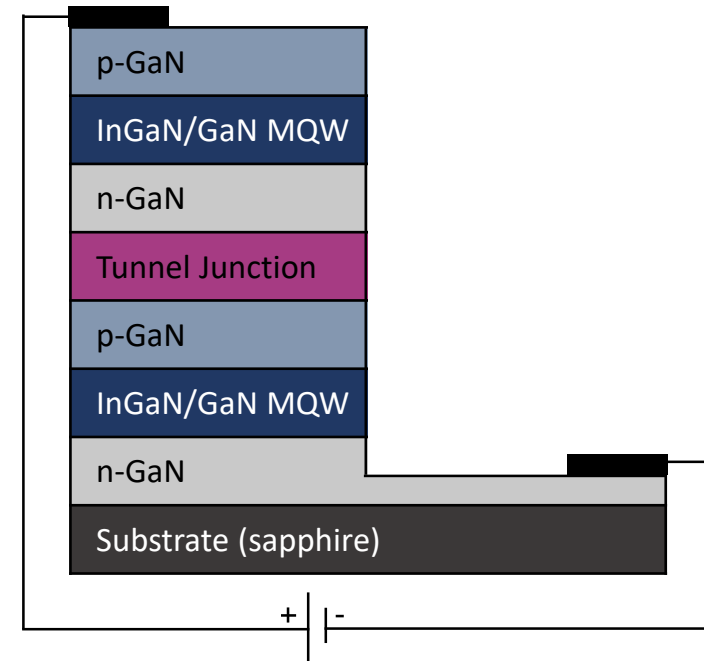 p-GaN
InGaN/GaN MQW
n-GaN
Tunnel Junction
p-GaN
InGaN/GaN MQW
n-GaN
Substrate (sapphire)
+ -